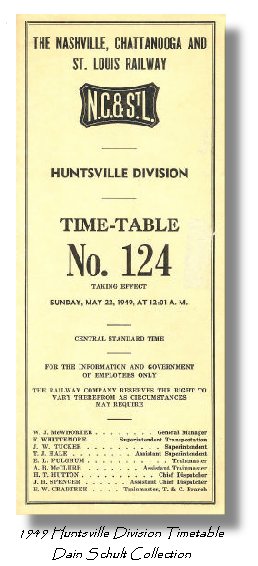 THE NASHVILLE, CHATTANOOGA AND
ST. LOUIS RAILWAY
N.C. & ST.L.
HUNTSVILLE DIVISION
TIME-TABLE
No. 124
TAKING EFFECT
SUNDAY, MAY 22, 1949, AT 12:01 A. M.
CENTRAL STANDARD TIME
FOR THE INFORMATION AND GOVERNMENT
OF EMPLOYEES ONLY
THE RAILWAY COMPANY RESERVES THE RIGHT TO
VARY THEREFROM AS CIRCUMSTANCES
MAY REQUIRE
W. J. McWHORTER . . . . . General Manager
F. WHITTEMORE Superintendent Transportation
J. W. TUCKER . . . . . Superintendent
T. J. HALE . . . . Assistant Superintendent
E. L. FULGHUM . . . . . Trainmaster
A. B. McCLURE . . . . Assistant Trainmaster
H. T. HUTTON . . . . . Chief Dispatcher
J. H. SPENCER . . . . Assistant Chief Dispatcher
R. W. CRABTREE . . Trainmaster, T. & C. Branch
1949 Huntsville Division Timetable
Dain Schult Collection